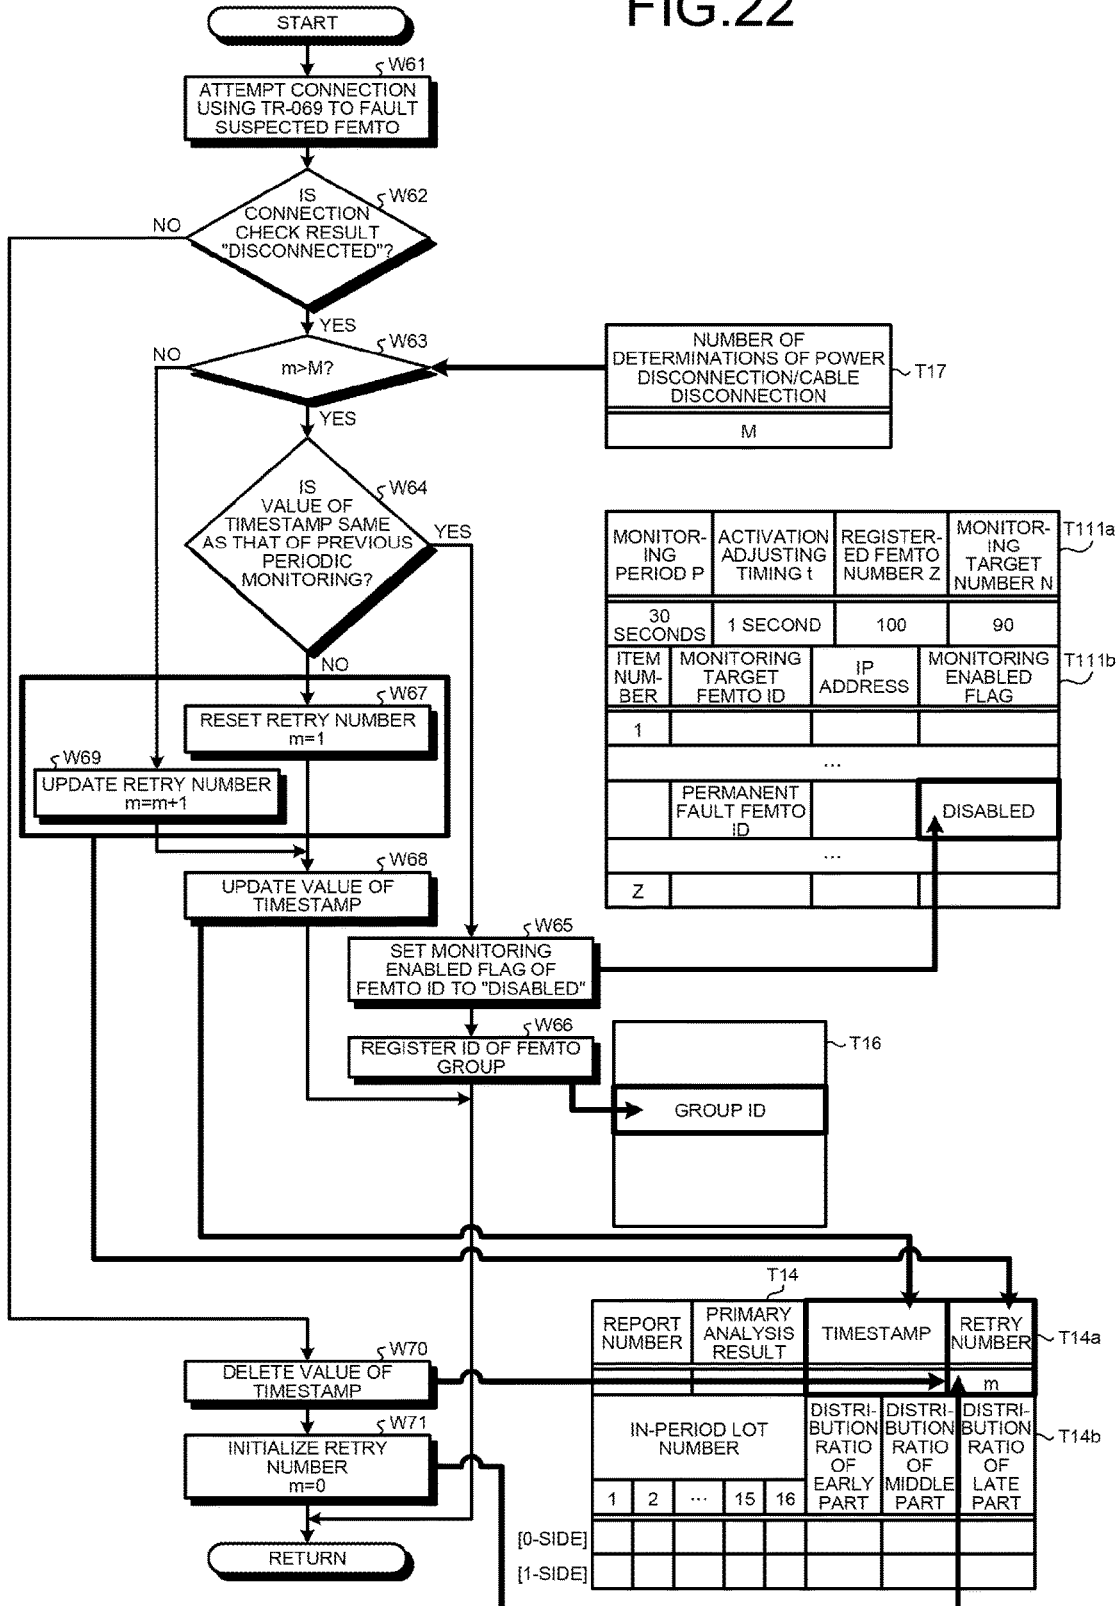 FIG.22
START
W61
ATTEMPT CONNECTION
USING TR-069 TO FAULT
SUSPECTED FEMTO
W62
IS
CONNECTION
CHECK RESULT
"DISCONNECTED"?
NO
YES
W63
m>M?
NO
YES
NUMBER OF
DETERMINATIONS OF POWER
DISCONNECTION/CABLE
DISCONNECTION
M
T17
W64
IS
VALUE OF
TIMESTAMP SAME
AS THAT OF PREVIOUS
PERIODIC
MONITORING?
YES
NO
T111a
MONITOR-
ING
PERIOD P
ACTIVATION
ADJUSTING
TIMING t
REGISTER-
ED FEMTO
NUMBER Z
MONITOR-
ING
TARGET
NUMBER N
30
SECONDS
1 SECOND
100
90
T111b
ITEM
NUM-
BER
MONITORING
TARGET
FEMTO ID
IP
ADDRESS
MONITORING
ENABLED
FLAG
1
...
PERMANENT
FAULT FEMTO
ID
DISABLED
...
Z
W67
RESET RETRY NUMBER
m=1
W69
UPDATE RETRY NUMBER
m=m+1
W68
UPDATE VALUE OF
TIMESTAMP
W65
SET MONITORING
ENABLED FLAG OF
FEMTO ID TO "DISABLED"
W66
REGISTER ID OF FEMTO
GROUP
T16
GROUP ID
T14
REPORT
NUMBER
PRIMARY
ANALYSIS
RESULT
TIMESTAMP
RETRY
NUMBER
T14a
m
W70
DELETE VALUE OF
TIMESTAMP
W71
INITIALIZE RETRY
NUMBER
m=0
IN-PERIOD LOT
NUMBER
DISTRI-
BUTION
RATIO
OF
EARLY
PART
DISTRI-
BUTION
RATIO
OF
MIDDLE
PART
DISTRI-
BUTION
RATIO
OF
LATE
PART
T14b
1 2 ... 15 16
[0-SIDE]
[1-SIDE]
RETURN